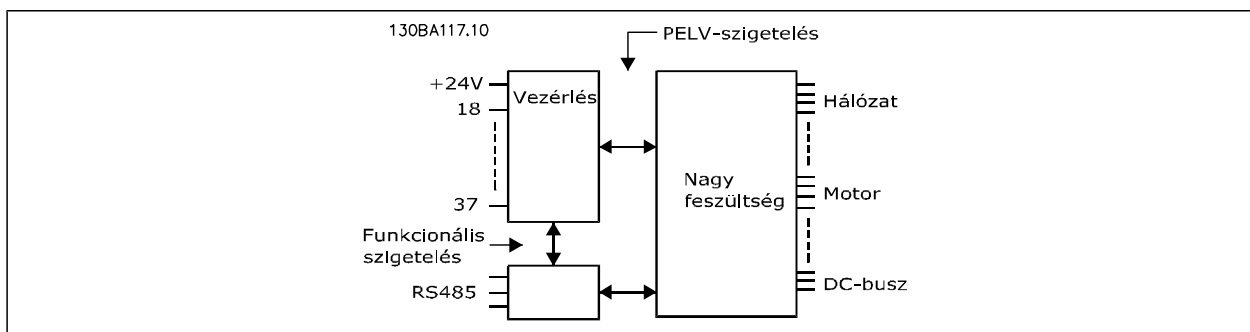 130BA117.10
PELV-szigetelés
+24V
Vezérlés
18
37
Nagy
feszültség
Hálózat
Motor
DC-busz
Funkcionális
szigetelés
RS485